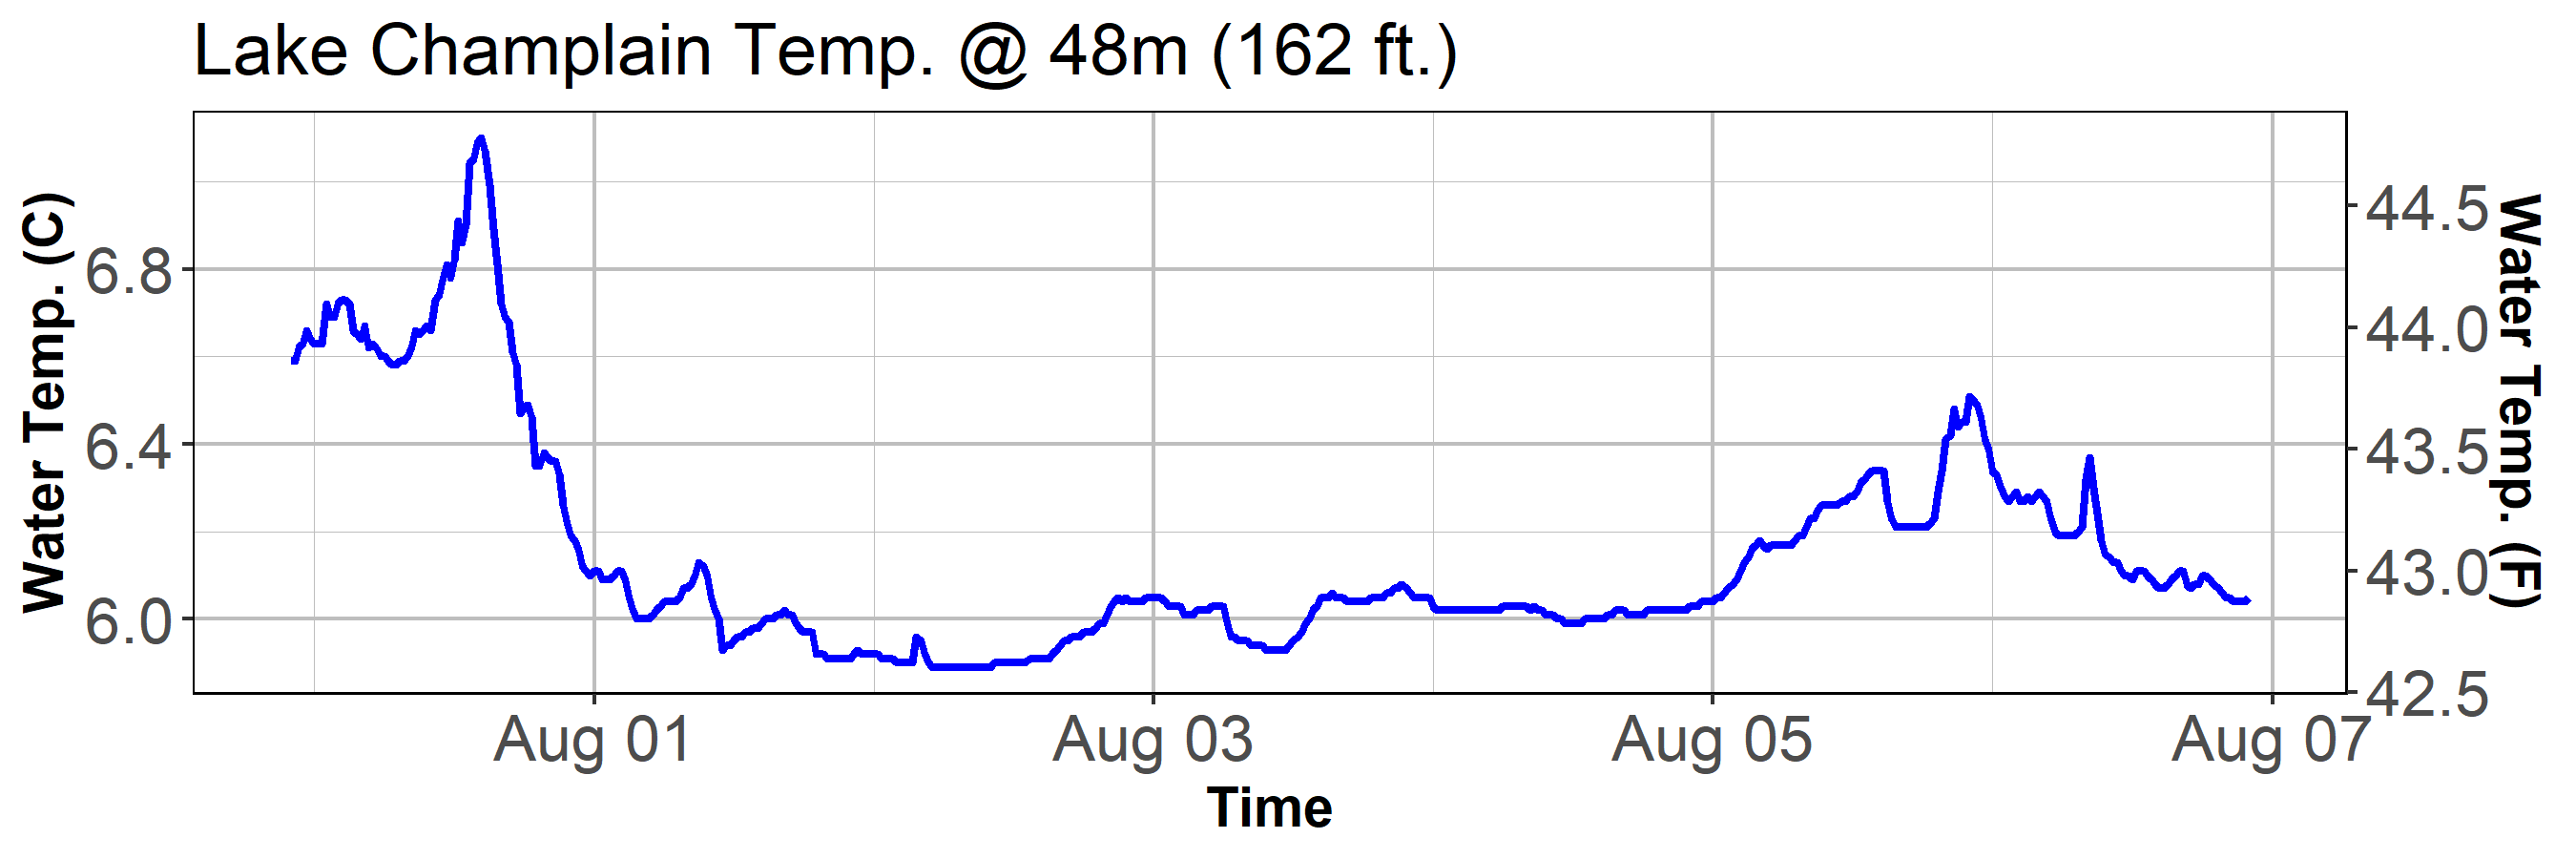 Lake Champlain Temp. @ 48m (162 ft.)
Water Temp. (C)
6.8
6.4
6.0
44.5
44.0
43.5
43.0
42.5
Water Temp. (F)
Aug 01
Aug 03
Aug 05
Aug 07
Time